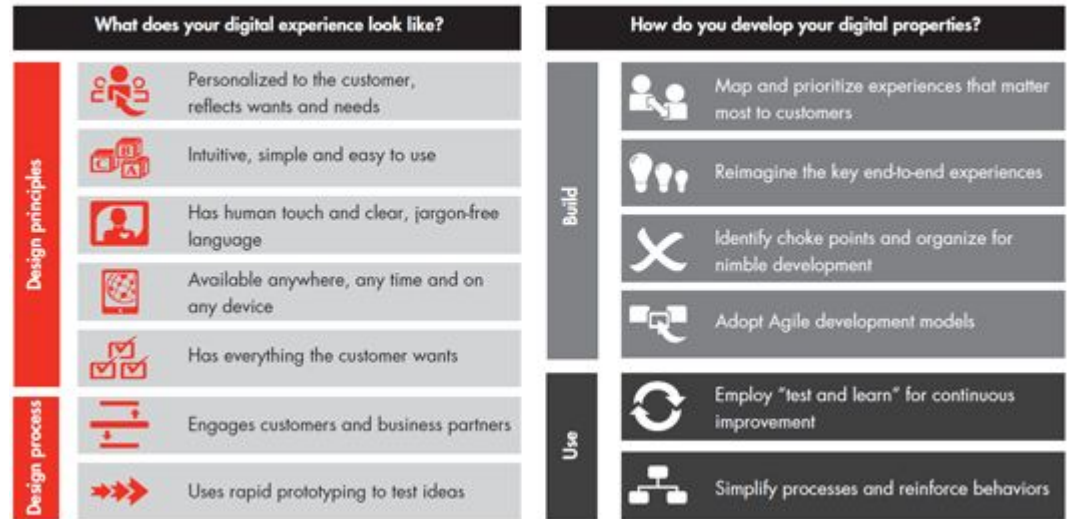 What does your digital experience look like?
Design principles
Personalized to the customer,
reflects wants and needs
C B A
Intuitive, simple and easy to use
Has human touch and clear, jargon-free
language
Available anywhere, any time and on
any device
Has everything the customer wants
Design process
Engages customers and business partners
Uses rapid prototyping to test ideas
How do you develop your digital properties?
Build
Map and prioritize experiences that matter
most to customers
Reimagine the key end-to-end experiences
Identify choke points and organize for
nimble development
Adopt Agile development models
Use
Employ “test and learn” for continuous
improvement
Simplify processes and reinforce behaviors